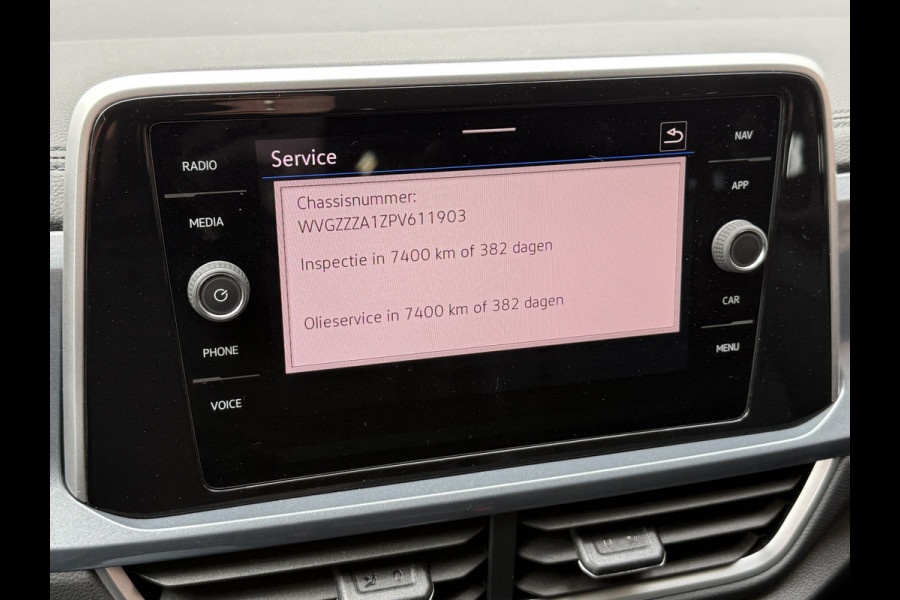 Service
Chassisnummer:
WVGZZZA1ZPV611903
Inspectie in 7400 km of 382 dagen
Olieservice in 7400 km of 382 dagen
RADIO
MEDIA
PHONE
VOICE
NAV
APP
CAR
MENU